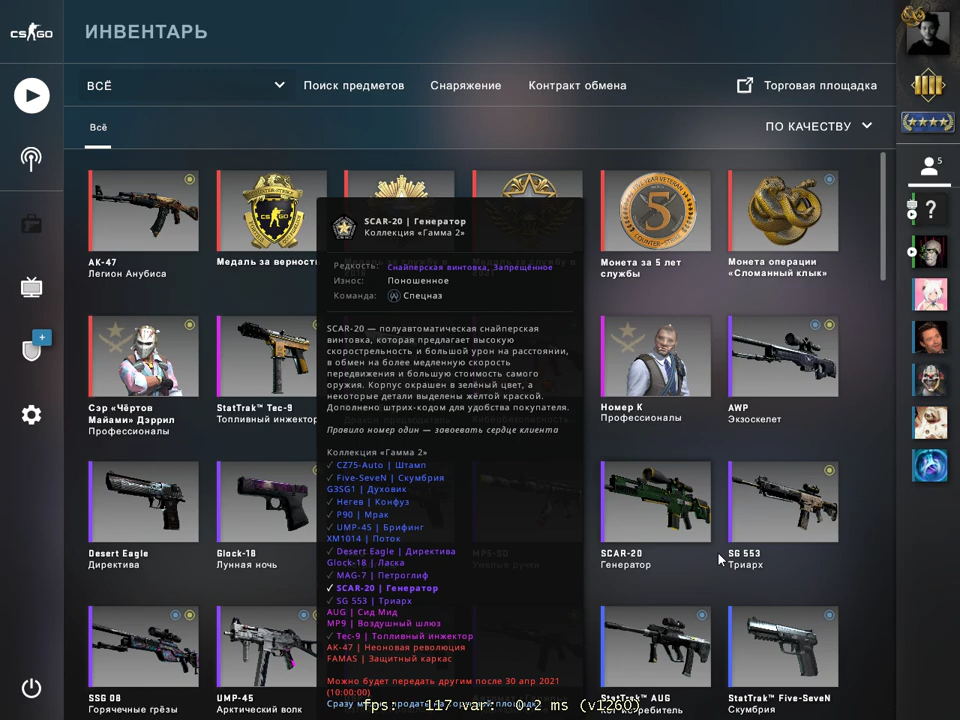 CS GO
ИНВЕНТАРЬ
ВСЁ
Поиск предметов
Снаряжение
Контракт обмена
Торговая площадка
Всё
ПО КАЧЕСТВУ
5
?
+
АК-47
Легион Анубиса
Медаль за верность
Монета за 5 лет
службы
Монета операции
«Сломанный клык»
Сэр «Чёртов
Майами» Дэррил
Профессионалы
StatTrak™ Tec-9
Топливный инжектор
Номер К
Профессионалы
AWP
Экзоскелет
Desert Eagle
Директива
Glock-18
Лунная ночь
SCAR-20
Генератор
SG 553
Триарх
SSG 08
Горячечные грёзы
UMP-45
Арктический волк
StatTrak™ AUG
StatTrak™ Five-SeveN
Скумбрия
SCAR-20 | Генератор
Коллекция «Гамма 2»
Редкость: Снайперская винтовка, Запрещённое
Износ: Поношенное
Команда: Спецназ
SCAR-20 — полуавтоматическая снайперская
винтовка, которая предлагает высокую
скорострельность и большой урон на расстоянии,
в обмен на более медленную скорость
передвижения и большую стоимость самого
оружия. Корпус окрашен в зелёный цвет, а
некоторые детали выделены жёлтой краской.
Дополнено штрих-кодом для удобства покупателя.
Правило номер один — завоевать сердце клиента
Коллекция «Гамма 2»
✓ CZ75-Auto | Штамп
✓ Five-SeveN | Скумбрия
G3SG1 | Духовик
✓ Негев | Конфуз
✓ P90 | Мрак
✓ UMP-45 | Брифинг
XM1014 | Поток
✓ Desert Eagle | Директива
Glock-18 | Ласка
✓ MAG-7 | Петроглиф
✓ SCAR-20 | Генератор
✓ SG 553 | Триарх
AUG | Сид Мид
MP9 | Воздушный шлюз
✓ Тес-9 | Топливный инжектор
АК-47 | Неоновая революция
FAMAS | Защитный каркас
Можно будет передать другим после 30 апр 2021
(10:00:00)
fps: 117 var: 0.2 ms (v1260)